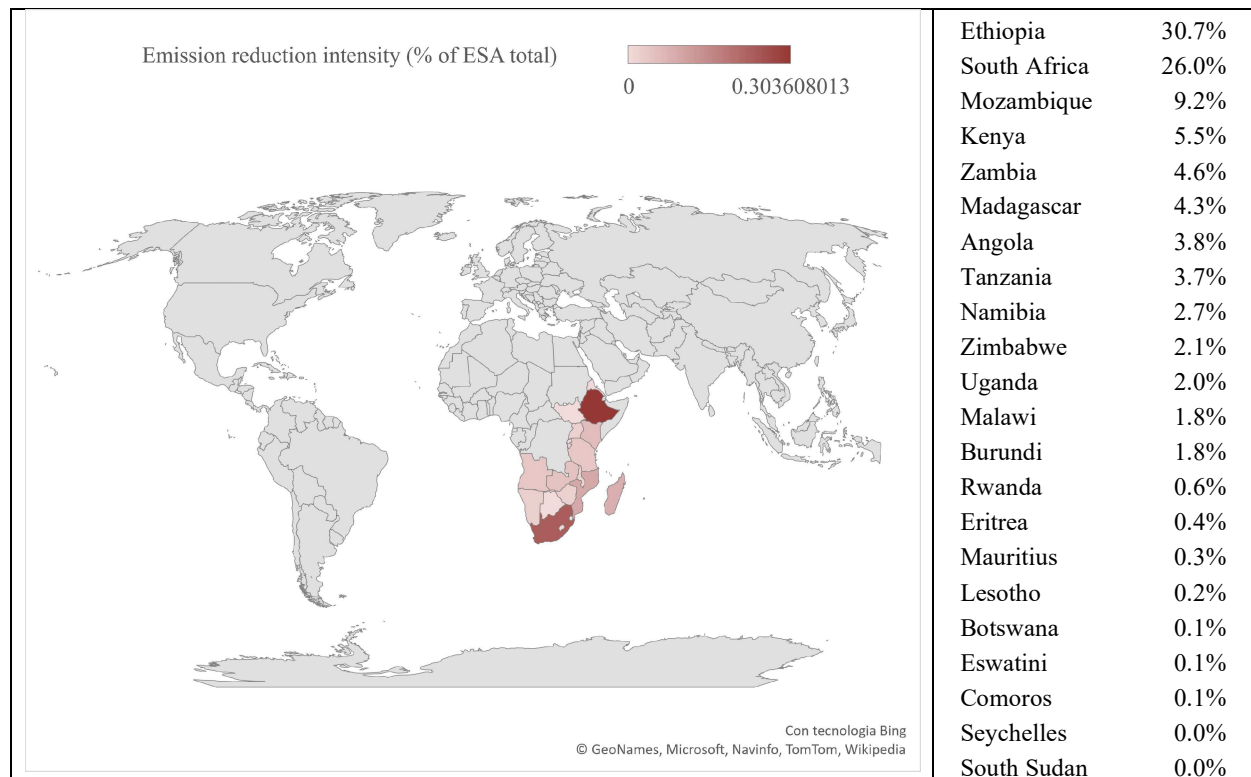 Emission reduction intensity (% of ESA total)
0 0.303608013
Con tecnologia Bing
© GeoNames, Microsoft, Navinfo, TomTom, Wikipedia
Ethiopia 30.7%
South Africa 26.0%
Mozambique 9.2%
Kenya 5.5%
Zambia 4.6%
Madagascar 4.3%
Angola 3.8%
Tanzania 3.7%
Namibia 2.7%
Zimbabwe 2.1%
Uganda 2.0%
Malawi 1.8%
Burundi 1.8%
Rwanda 0.6%
Eritrea 0.4%
Mauritius 0.3%
Lesotho 0.2%
Botswana 0.1%
Eswatini 0.1%
Comoros 0.1%
Seychelles 0.0%
South Sudan 0.0%